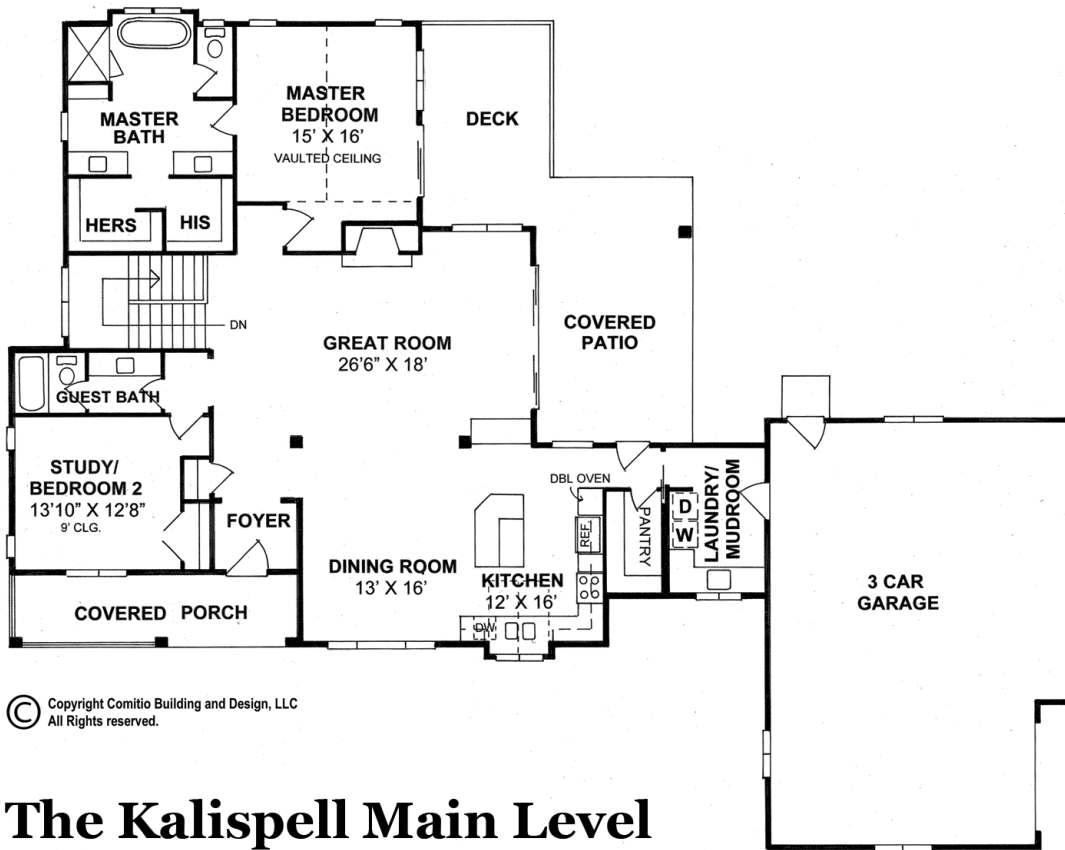 MASTER
BEDROOM
15' X 16'
VAULTED CEILING
DECK
MASTER
BATH
HERS
HIS
DN
GREAT ROOM
26'6" X 18'
COVERED
PATIO
GUEST BATH
STUDY/
BEDROOM 2
13'10" X 12'8"
9' CLG.
FOYER
DBL OVEN
REF.
PANTRY
D
W
LAUNDRY/
MUDROOM
DINING ROOM
13' X 16'
KITCHEN
12' X 16'
DW
3 CAR
GARAGE
COVERED PORCH
© Copyright Comitio Building and Design, LLC
All Rights reserved.
The Kalispell Main Level